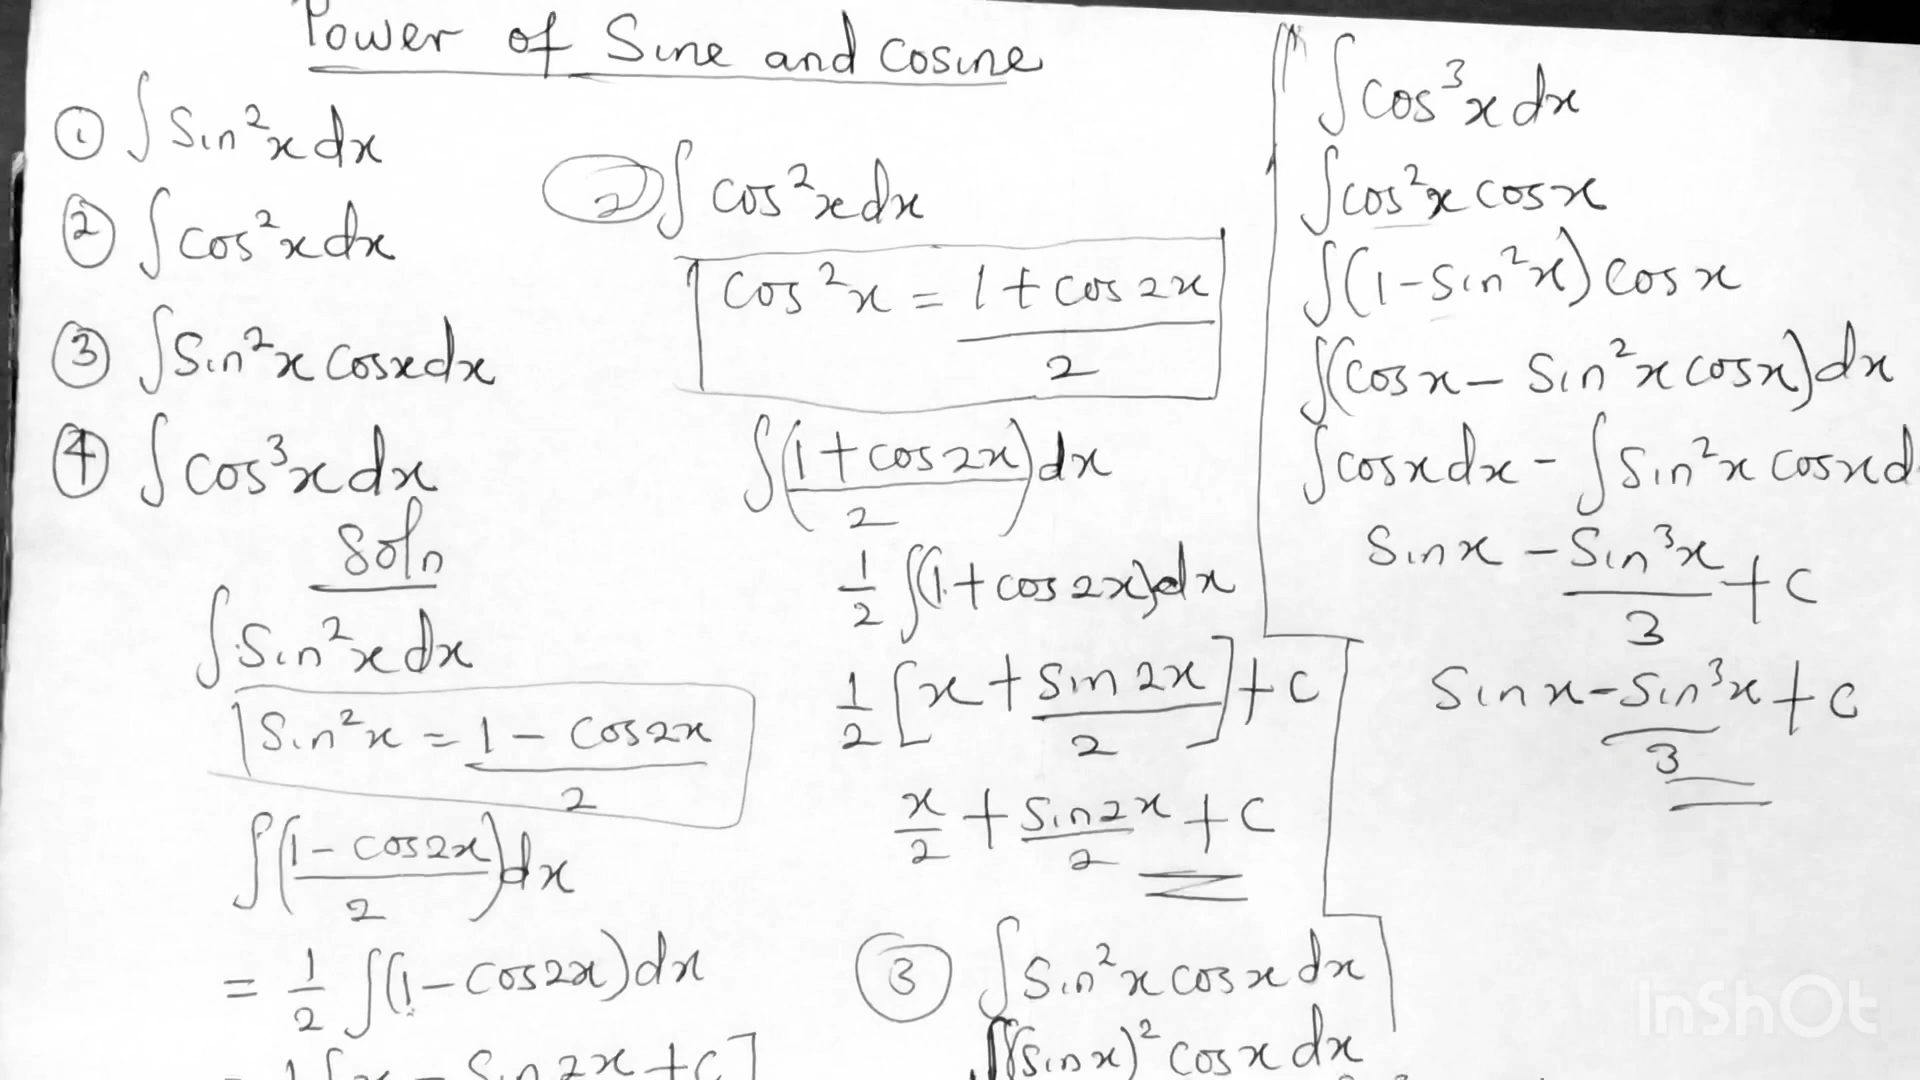 Power of Sine and Cosine
① ∫ Sin²x dx
② ∫ cos²x dx
③ ∫ Sin²x cosx dx
④ ∫ cos³x dx
soln
∫ Sin²x dx
Sin²x = (1 - cos2x)/2
∫ ((1 - cos2x)/2) dx
= 1/2 ∫(1 - cos2x) dx
= 1 [x - Sin2x + C]
2 ∫ cos²x dx
cos²x = (1 + cos2x)/2
∫ ((1 + cos2x)/2) dx
1/2 ∫(1 + cos2x) dx
1/2 [x + sin2x/2] + C
x/2 + sin2x/2 + C
③ ∫ Sin²x cosx dx
∫(Sinx)² cosx dx
∫ cos³x dx
∫ cos²x cosx
∫ (1 - Sin²x) cosx
∫(cosx - Sin²x cosx) dx
∫ cosx dx - ∫ Sin²x cosx d
Sinx - Sin³x/3 + C
Sinx - Sin³x/3 + C
InShOt